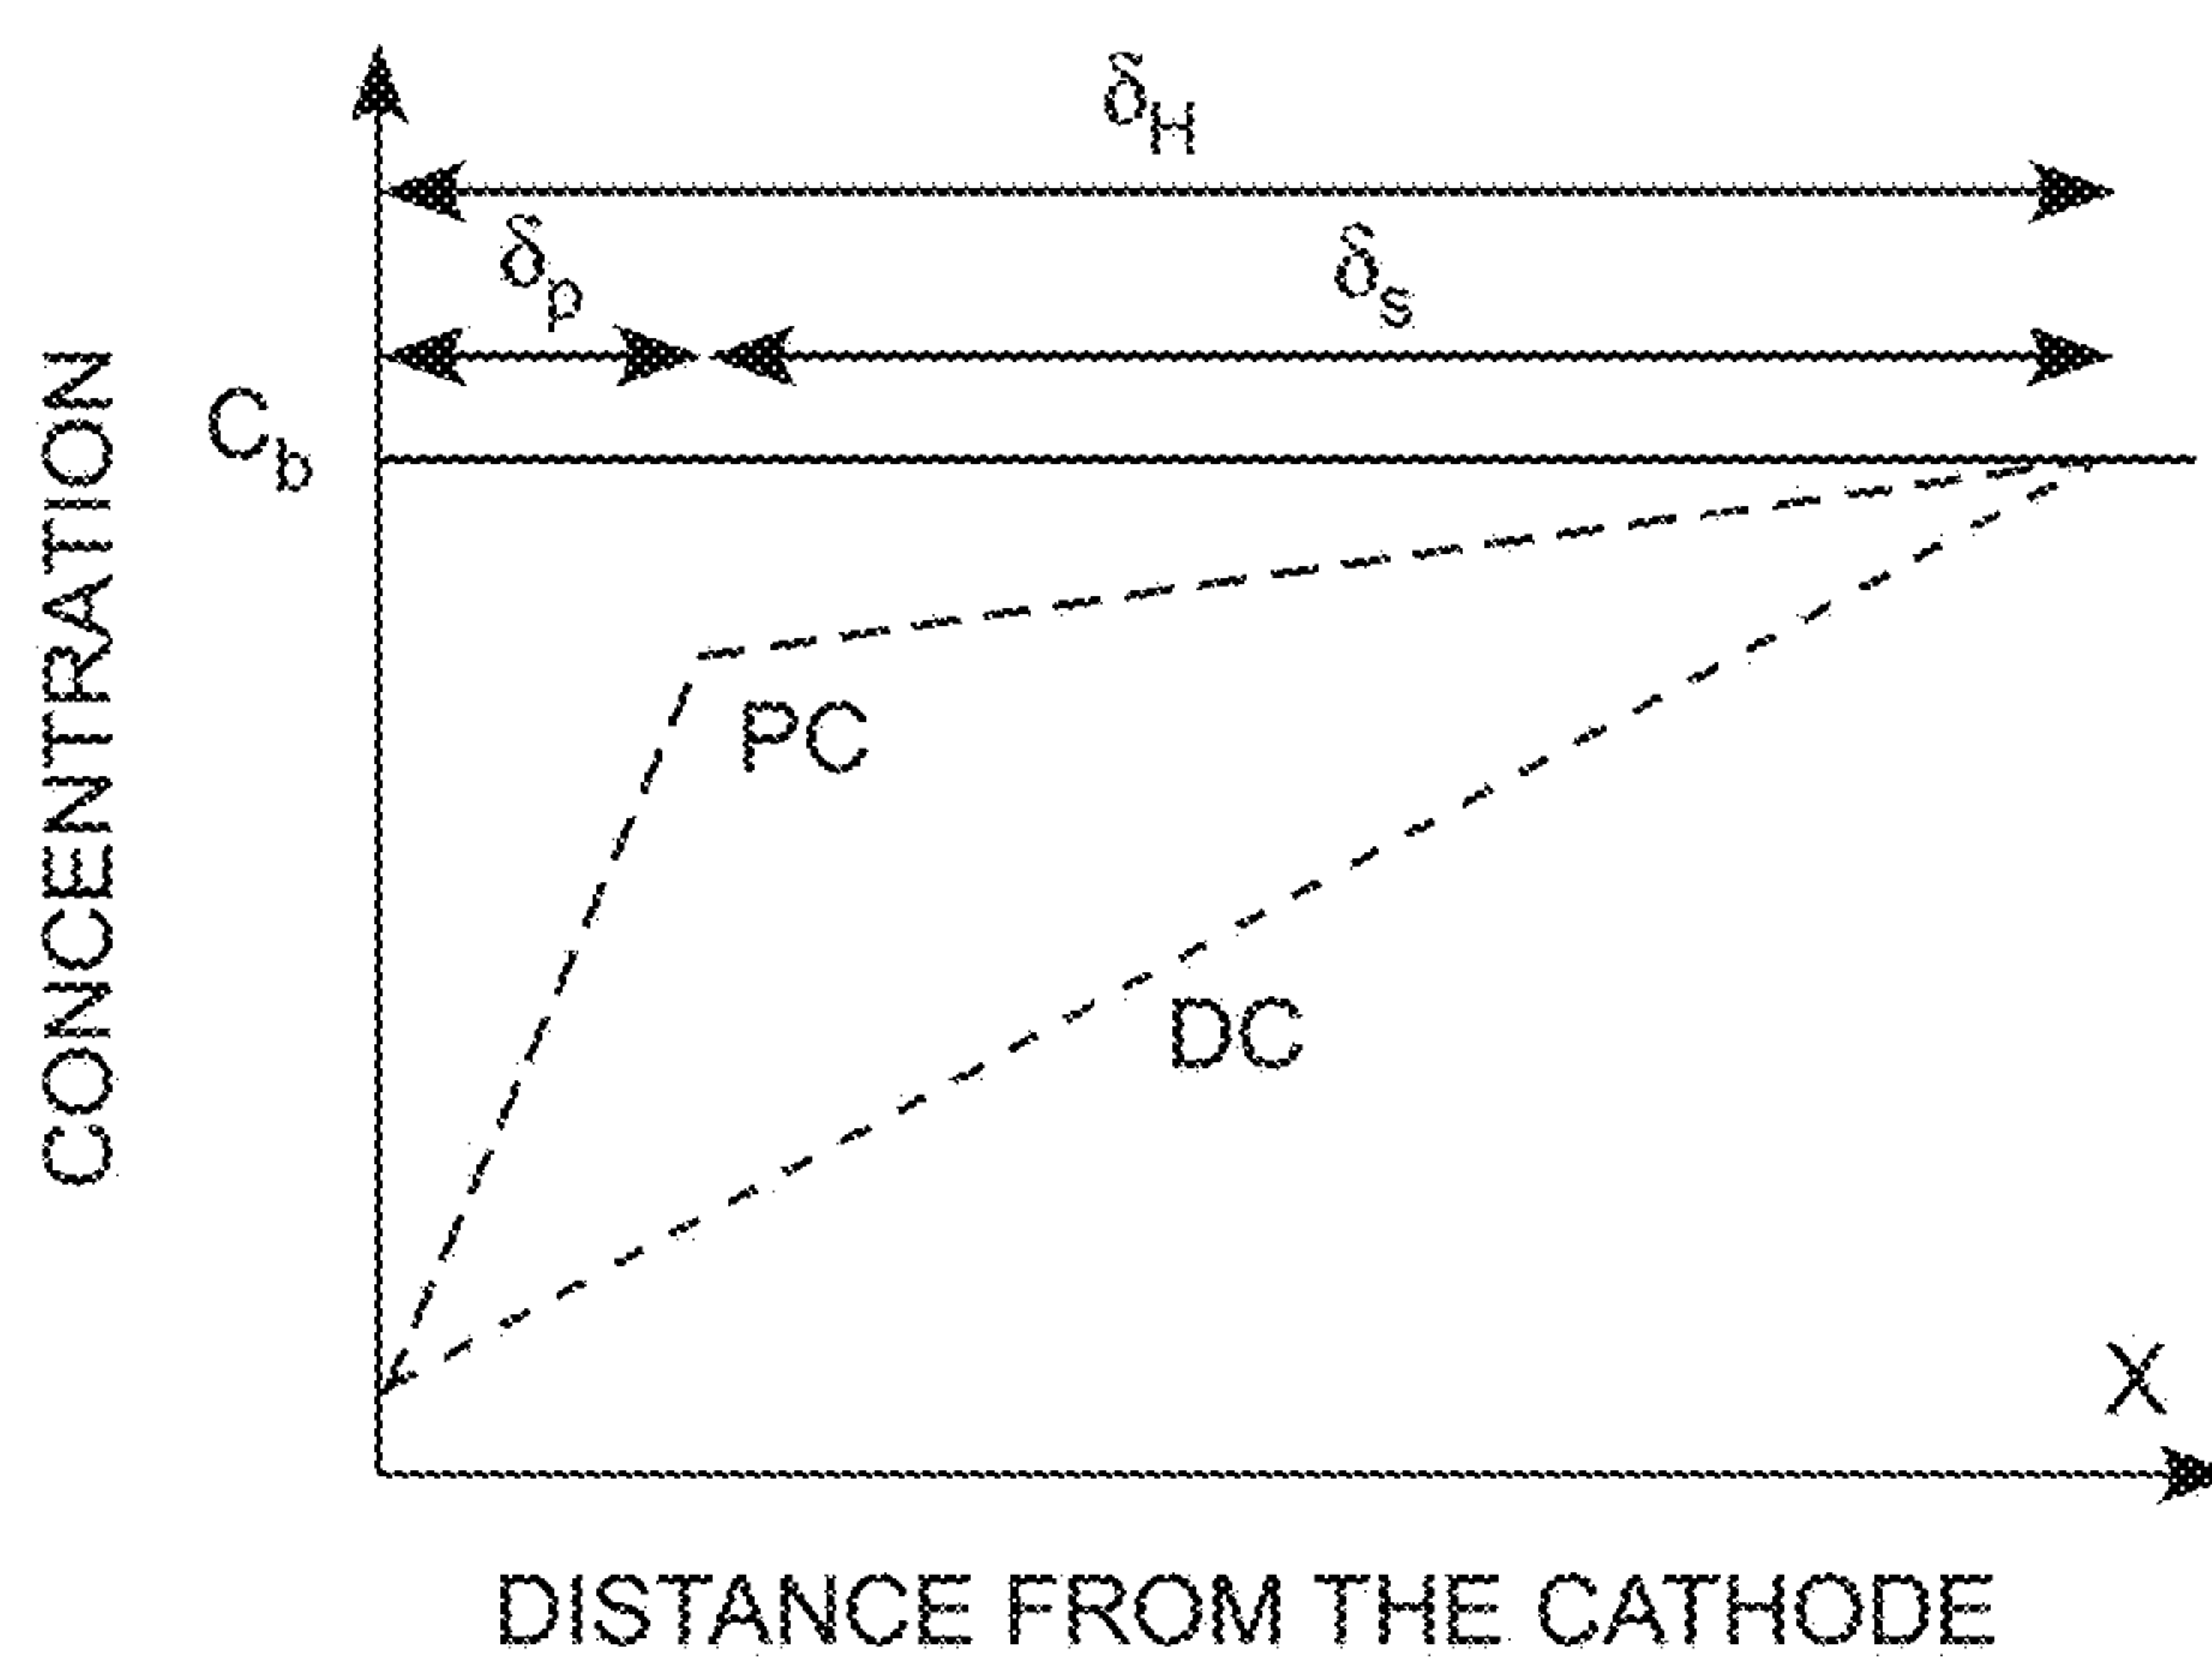 δH
δp
δs
Cb
CONCENTRATION
PC
DC
X
DISTANCE FROM THE CATHODE